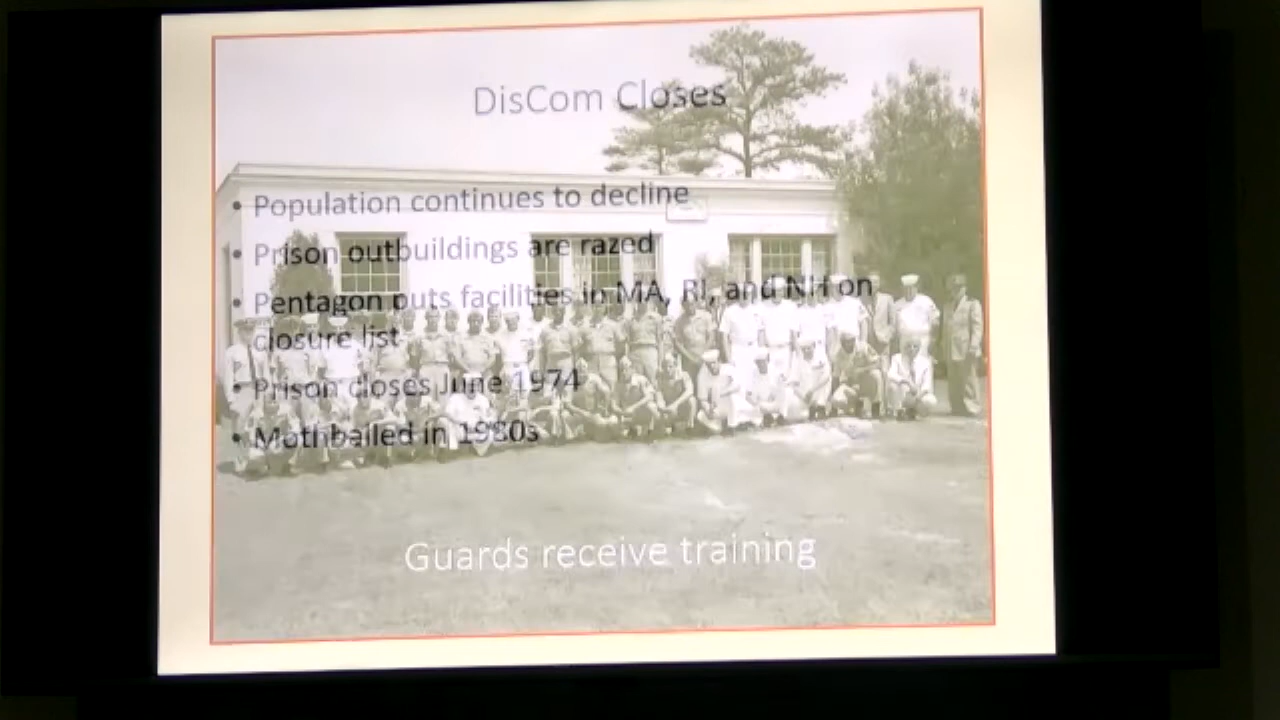 DisCom Closes
• Population continues to decline
• Prison outbuildings are razed
• Pentagon puts facilities in MA, RI, and NH on
closure list
• Prison closes June 1974
• Mothballed in 1980s
Guards receive training